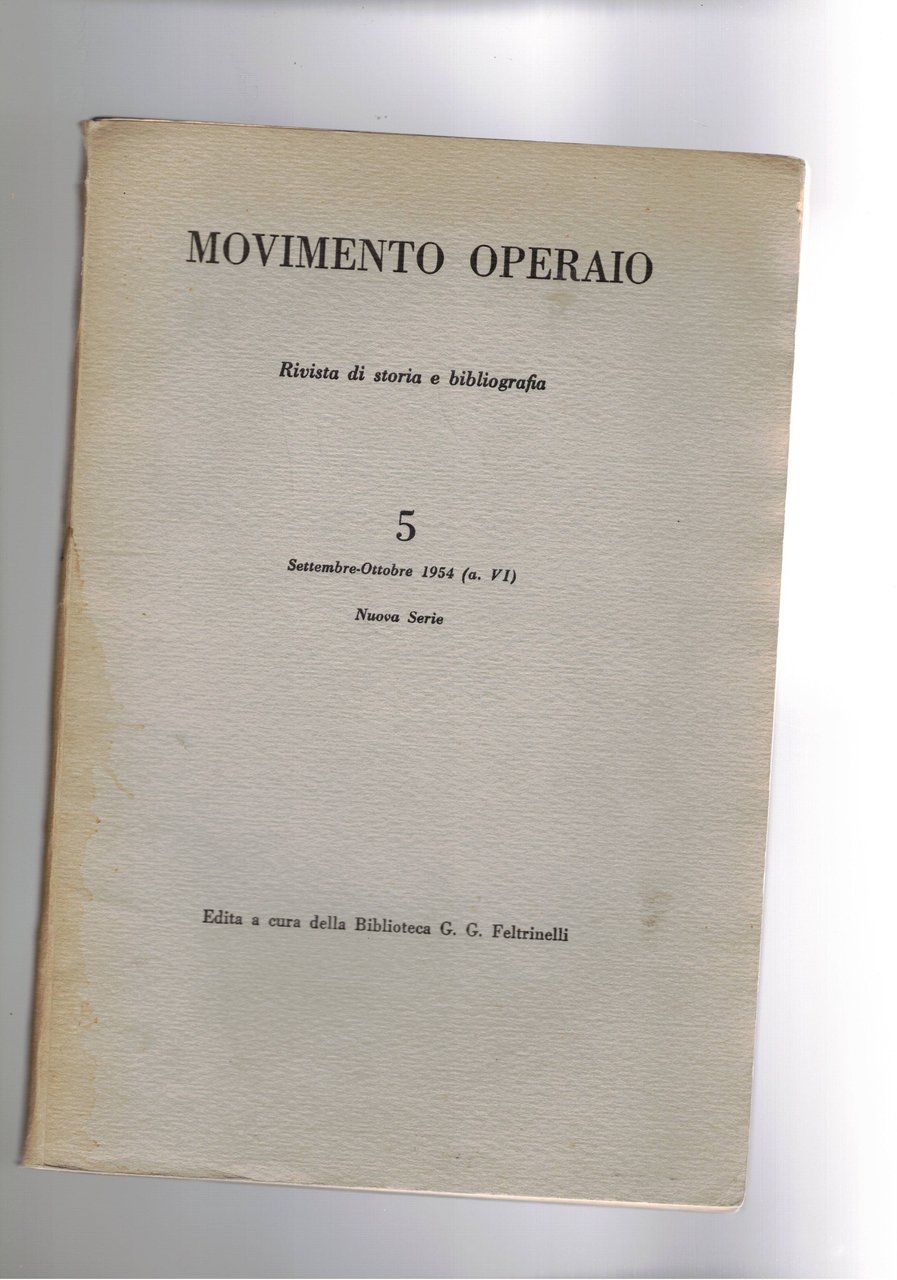 MOVIMENTO OPERAIO
Rivista di storia e bibliografia
5
Settembre-Ottobre 1954 (a. VI)
Nuova Serie
Edita a cura della Biblioteca G. G. Feltrinelli